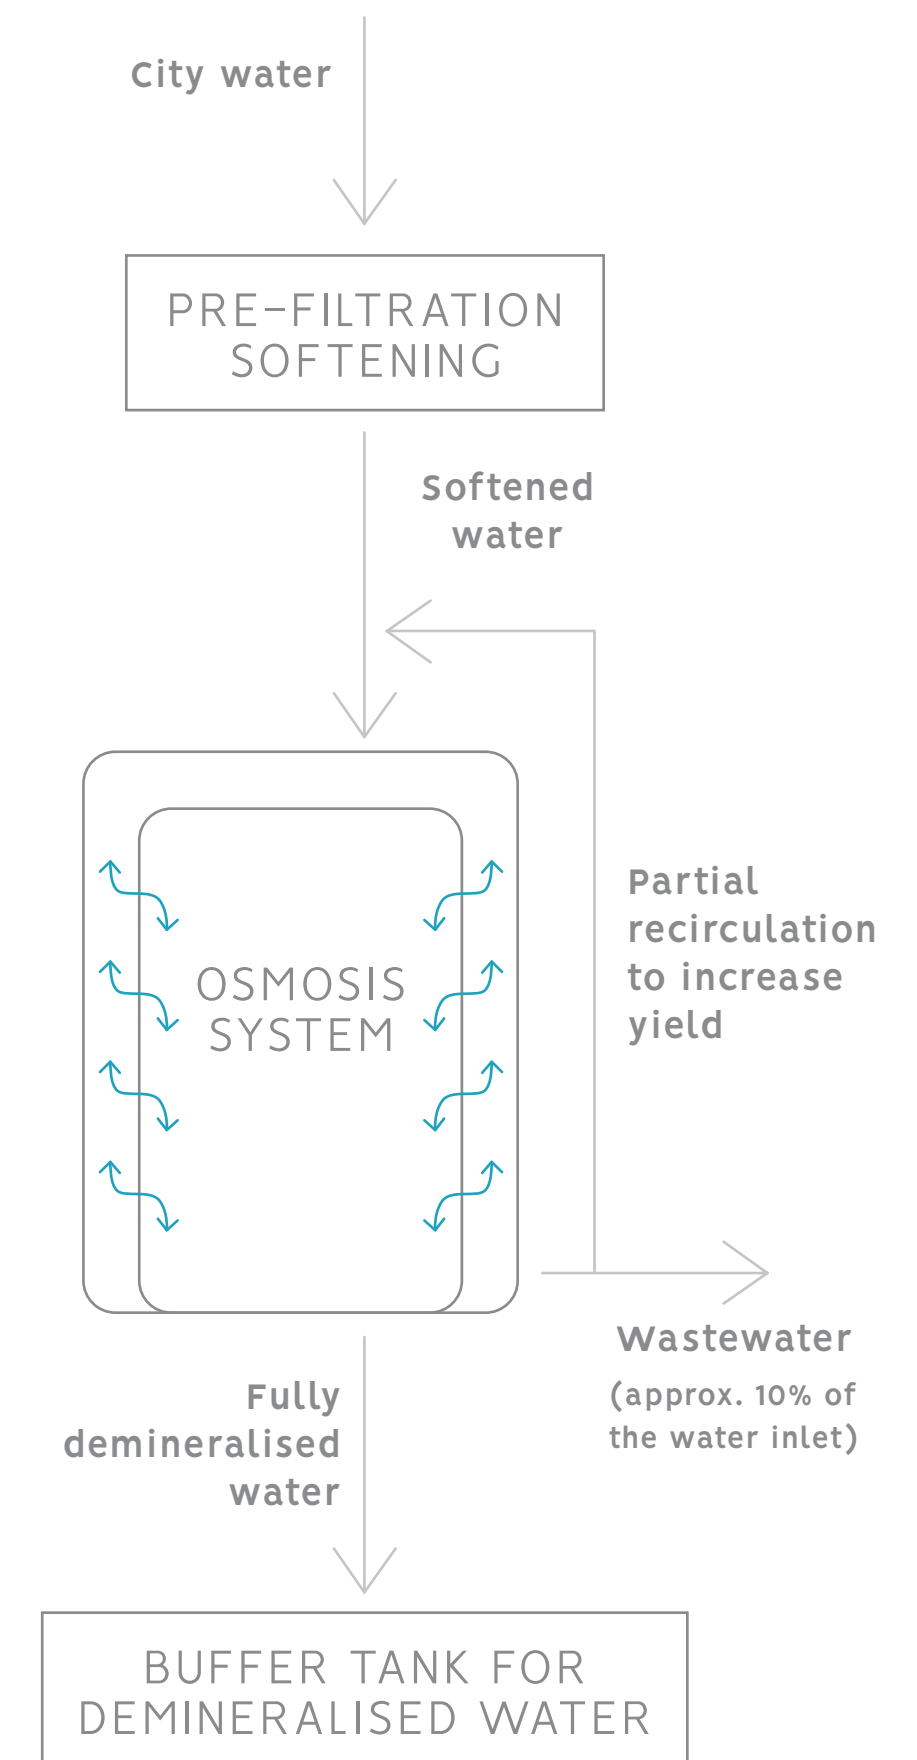 City water
PRE-FILTRATION
SOFTENING
Softened
water
Partial
recirculation
to increase
yield
OSMOSIS
SYSTEM
Wastewater
(approx. 10% of
the water inlet)
Fully
demineralised
water
BUFFER TANK FOR
DEMINERALISED WATER